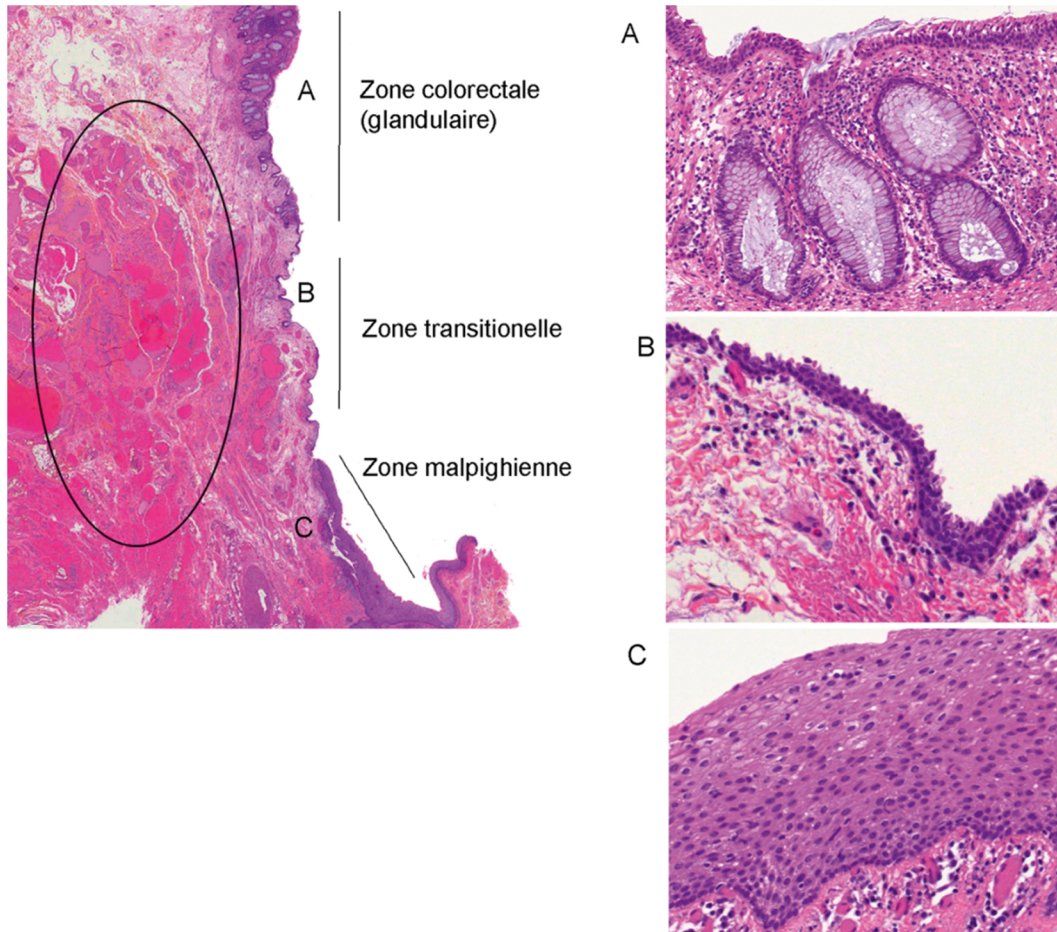 A
Zone colorectale
(glandulaire)
B
Zone transitionelle
Zone malpighienne
C
A
B
C